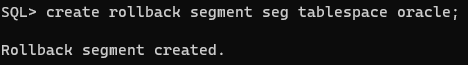 SQL> create rollback segment seg tablespace oracle;
Rollback segment created.